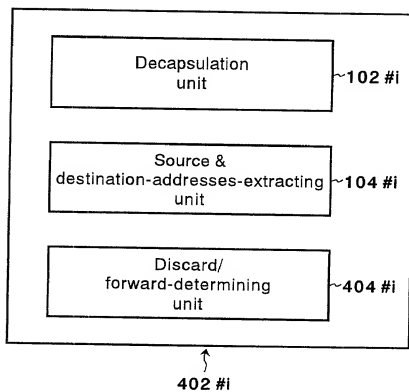 Decapsulation
unit
102 #i
Source &
destination-addresses-extracting
unit
104 #i
Discard/
forward-determining
unit
404 #i
402 #i